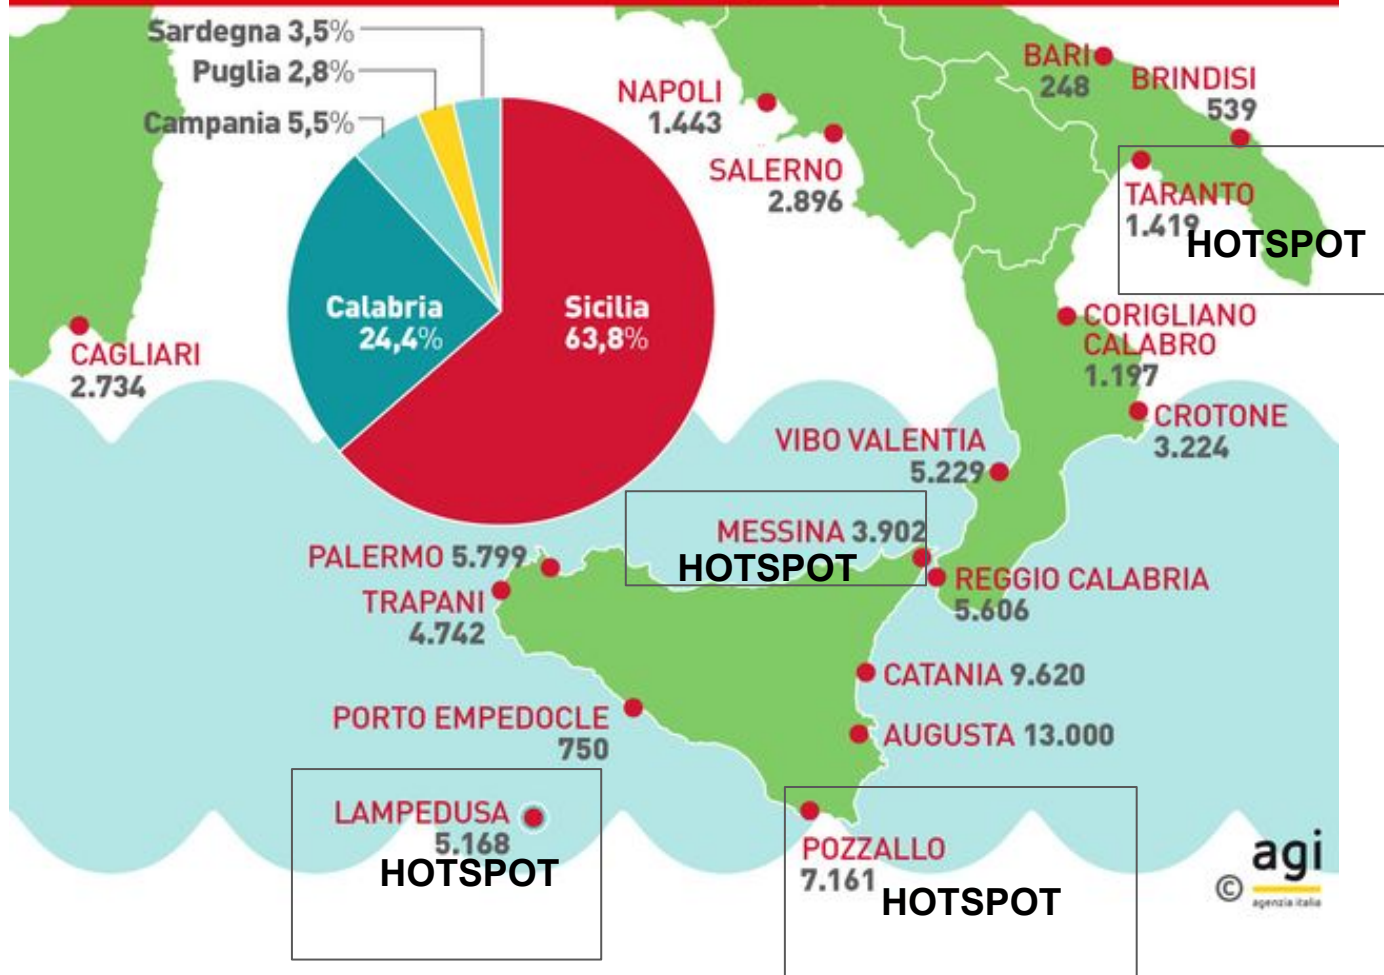 Sardegna 3,5%
Puglia 2,8%
Campania 5,5%
Calabria
24,4%
Sicilia
63,8%
NAPOLI
1.443
SALERNO
2.896
BARI
248
BRINDISI
539
TARANTO
1.419
HOTSPOT
CAGLIARI
2.734
CORIGLIANO
CALABRO
1.197
CROTONE
3.224
VIBO VALENTIA
5.229
MESSINA 3.902
HOTSPOT
PALERMO 5.799
TRAPANI
4.742
REGGIO CALABRIA
5.606
CATANIA 9.620
PORTO EMPEDOCLE
750
AUGUSTA 13.000
LAMPEDUSA
5.168
HOTSPOT
POZZALLO
7.161
HOTSPOT
© agi
agenzia italia